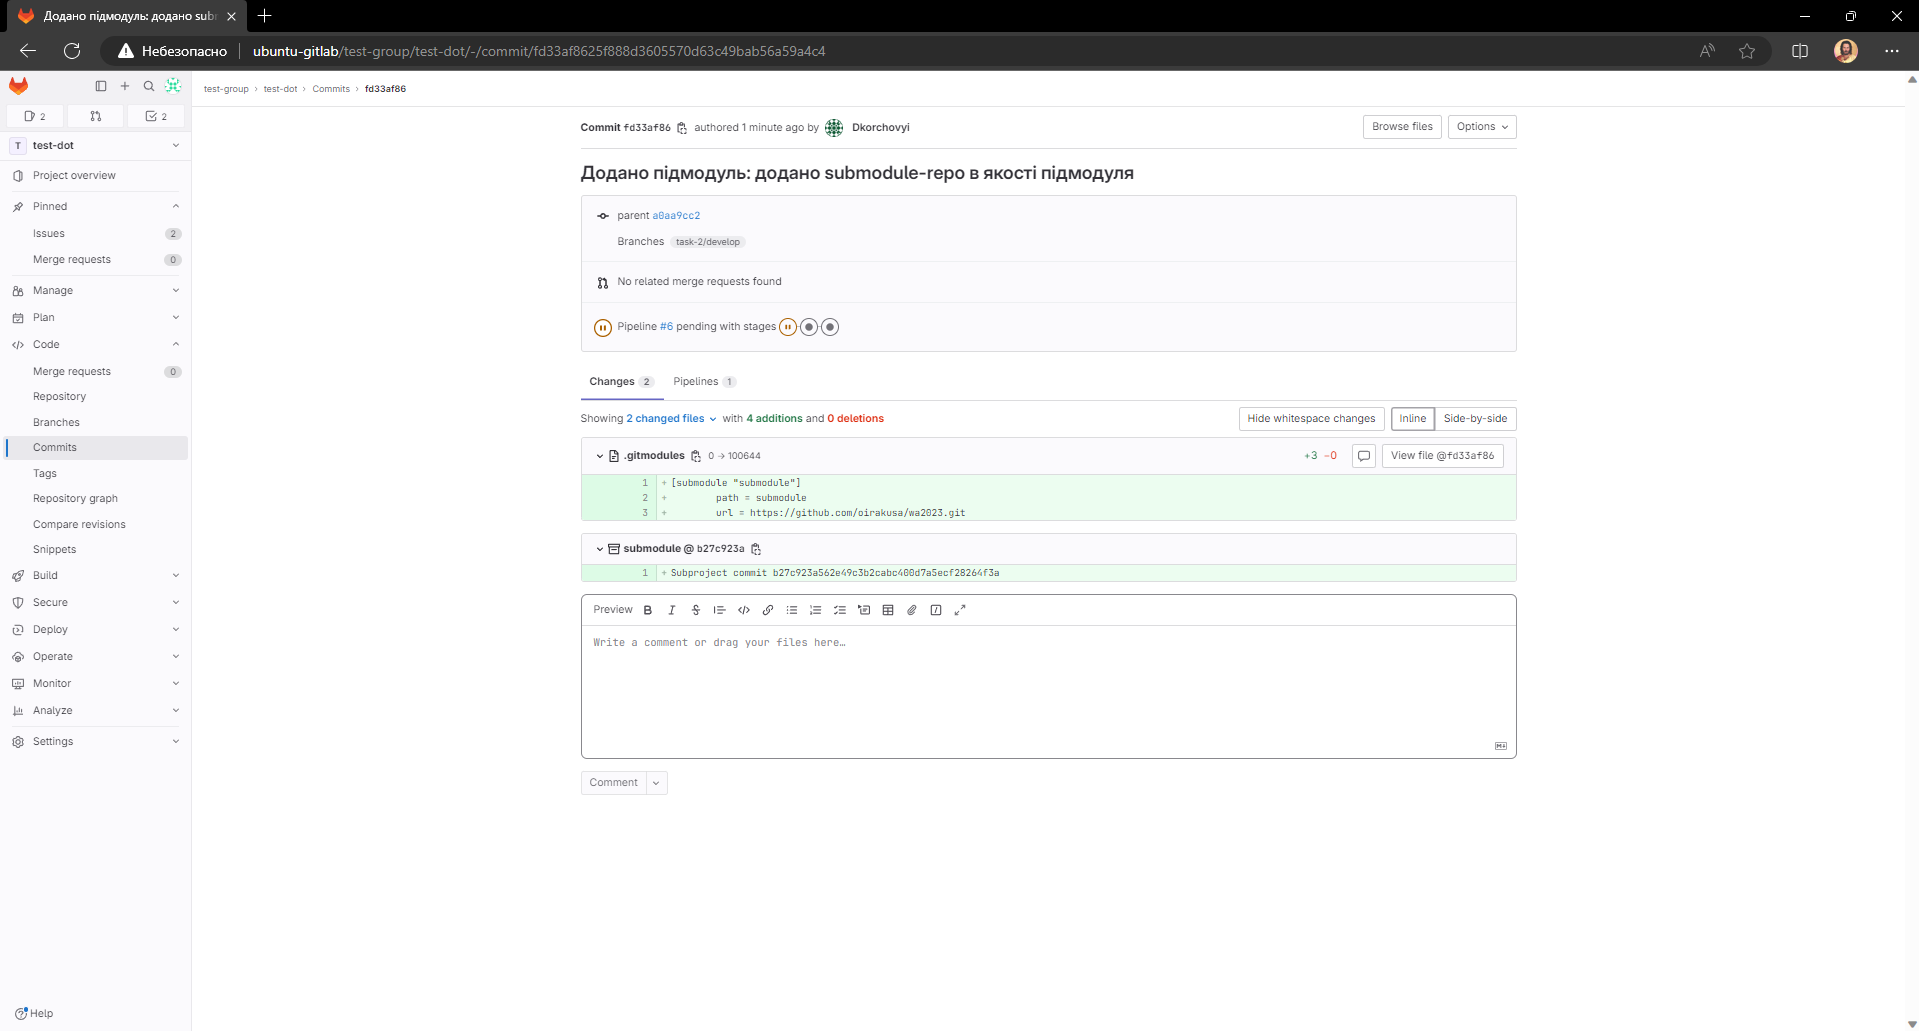 Додано підмодуль: додано sub
Небезопасно
ubuntu-gitlab/test-group/test-dot/-/commit/fd33af8625f888d3605570d63c49bab56a59a4c4
2
2
T test-dot
Project overview
Pinned
Issues 2
Merge requests 0
Manage
Plan
Code
Merge requests 0
Repository
Branches
Commits
Tags
Repository graph
Compare revisions
Snippets
Build
Secure
Deploy
Operate
Monitor
Analyze
Settings
Help
test-group › test-dot › Commits › fd33af86
Commit fd33af86 authored 1 minute ago by Dkorchovyi
Browse files Options
Додано підмодуль: додано submodule-repo в якості підмодуля
parent a0aa9cc2
Branches task-2/develop
No related merge requests found
Pipeline #6 pending with stages
Changes 2 Pipelines 1
Showing 2 changed files with 4 additions and 0 deletions
Hide whitespace changes Inline Side-by-side
.gitmodules 0 → 100644
+3 −0 View file @fd33af86
1 + [submodule "submodule"]
2 + path = submodule
3 + url = https://github.com/oirakusa/wa2023.git
submodule @ b27c923a
1 + Subproject commit b27c923a562e49c3b2cabc400d7a5ecf28264f3a
Preview B I S
Write a comment or drag your files here…
Comment